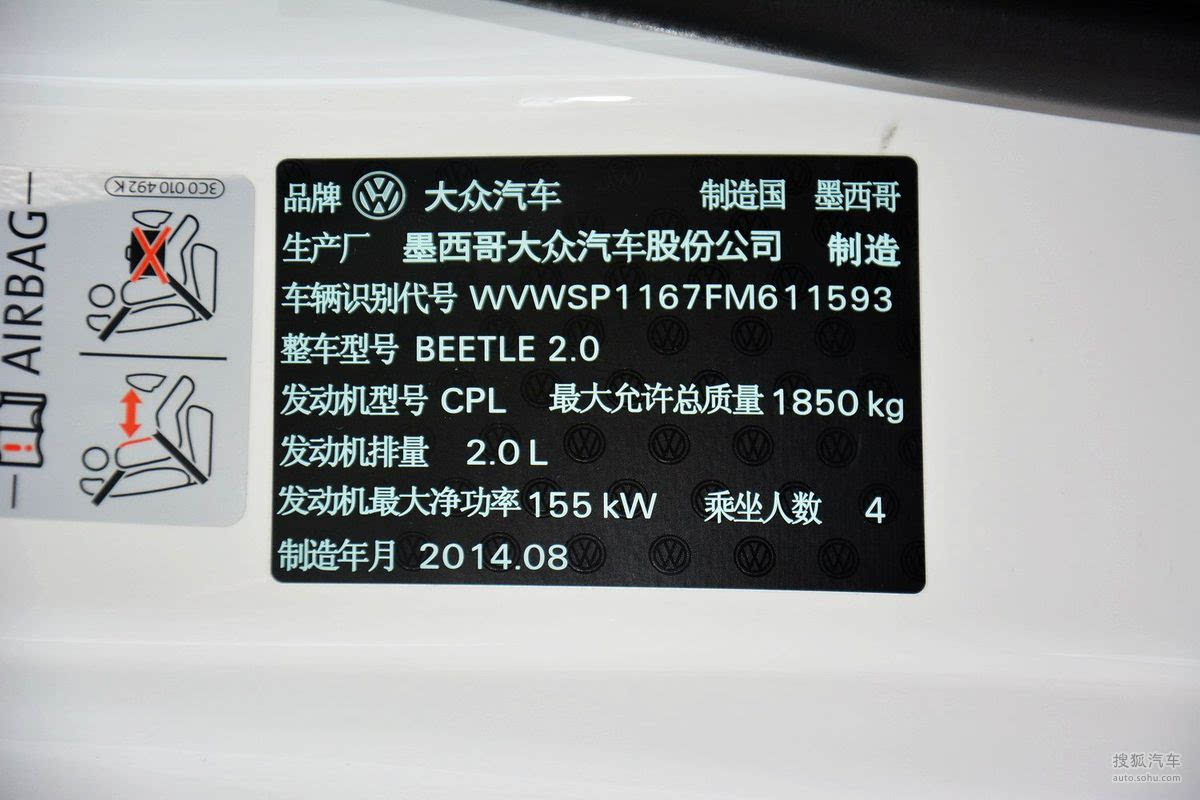 品牌 大众汽车 制造国 墨西哥
生产厂 墨西哥大众汽车股份公司 制造
车辆识别代号 WVWSP1167FM611593
整车型号 BEETLE 2.0
发动机型号 CPL 最大允许总质量 1850 kg
发动机排量 2.0 L
发动机最大净功率 155 kW 乘坐人数 4
制造年月 2014.08
AIRBAG
3C0 010 492 K
搜狐汽车
auto.sohu.com